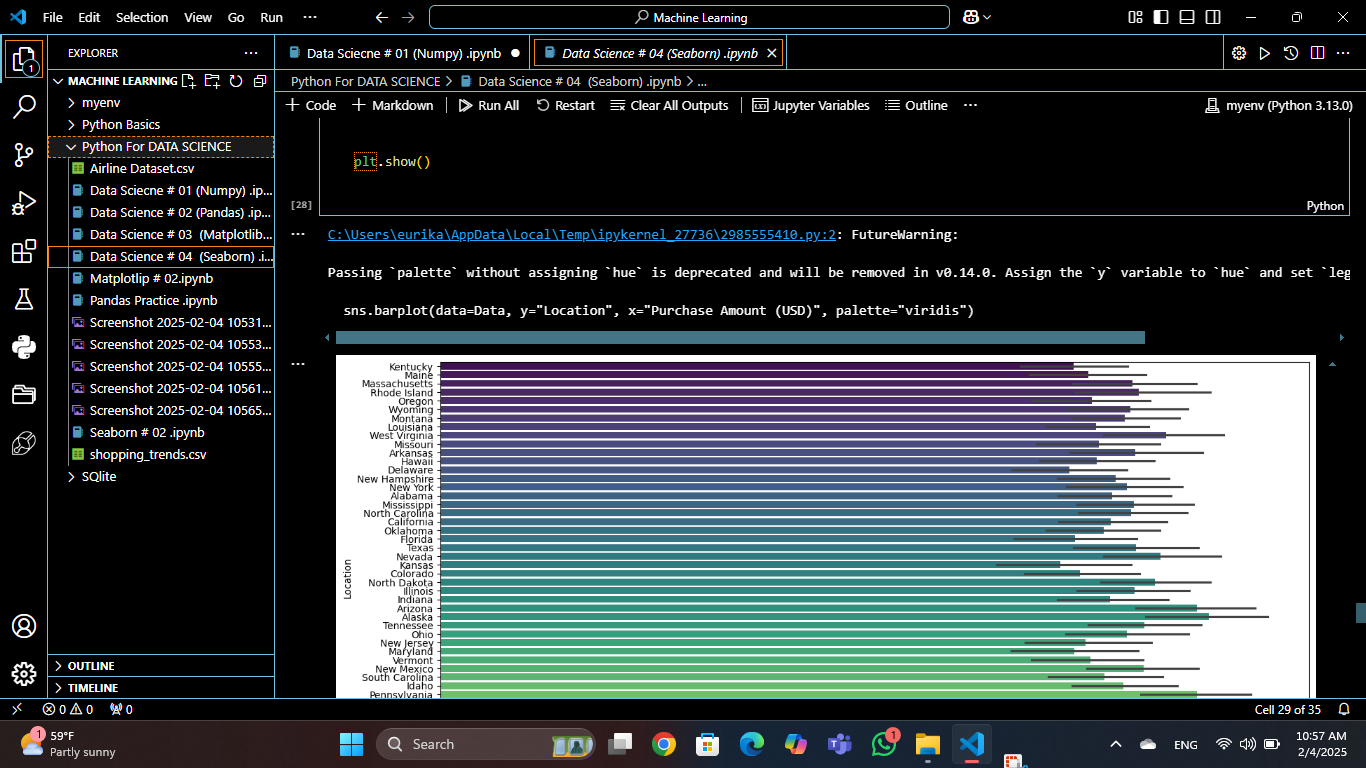 File Edit Selection View Go Run ···
Machine Learning
EXPLORER ···
MACHINE LEARNING
myenv
Python Basics
Python For DATA SCIENCE
Airline Dataset.csv
Data Sciecne # 01 (Numpy) .ip...
Data Science # 02 (Pandas) .ip...
Data Science # 03 (Matplotlib...
Data Science # 04 (Seaborn) .i...
Matplotlip # 02.ipynb
Pandas Practice .ipynb
Screenshot 2025-02-04 10531...
Screenshot 2025-02-04 10553...
Screenshot 2025-02-04 10555...
Screenshot 2025-02-04 10561...
Screenshot 2025-02-04 10565...
Seaborn # 02 .ipynb
shopping_trends.csv
SQlite
OUTLINE
TIMELINE
Data Sciecne # 01 (Numpy) .ipynb
Data Science # 04 (Seaborn) .ipynb
Python For DATA SCIENCE > Data Science # 04 (Seaborn) .ipynb > ...
+ Code + Markdown Run All Restart Clear All Outputs Jupyter Variables Outline ··· myenv (Python 3.13.0)
plt.show()
[28]
Python
C:\Users\eurika\AppData\Local\Temp\ipykernel_27736\2985555410.py:2: FutureWarning:
Passing `palette` without assigning `hue` is deprecated and will be removed in v0.14.0. Assign the `y` variable to `hue` and set `leg
sns.barplot(data=Data, y="Location", x="Purchase Amount (USD)", palette="viridis")
Location
Kentucky
Maine
Massachusetts
Rhode Island
Oregon
Wyoming
Montana
Louisiana
West Virginia
Missouri
Arkansas
Hawaii
Delaware
New Hampshire
New York
Alabama
Mississippi
North Carolina
California
Oklahoma
Florida
Texas
Nevada
Kansas
Colorado
North Dakota
Illinois
Indiana
Arizona
Alaska
Tennessee
Ohio
New Jersey
Maryland
Vermont
New Mexico
South Carolina
Idaho
Pennsylvania
0 0 0
Cell 29 of 35
1
59°F
Partly sunny
Search
1
ENG
10:57 AM
2/4/2025